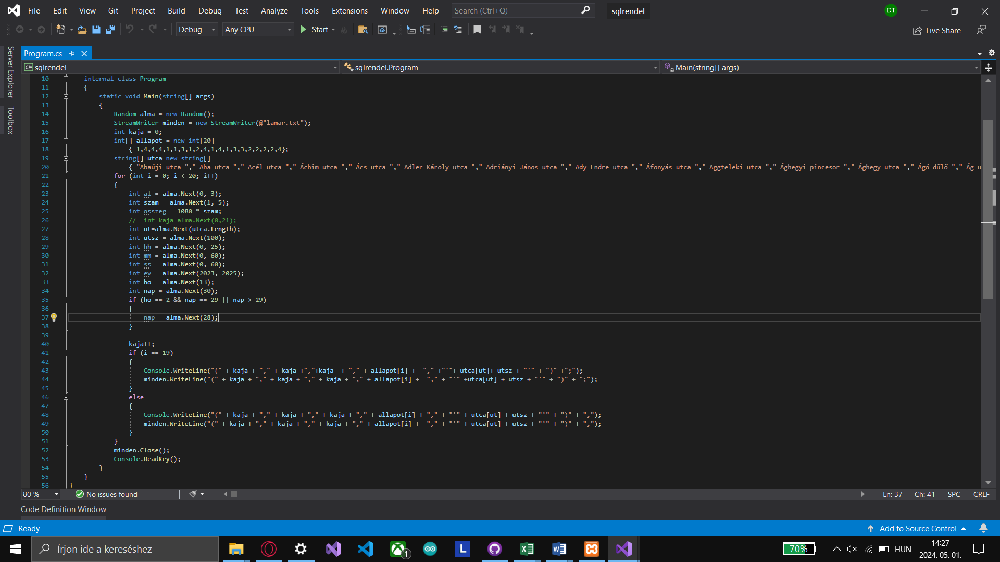 File Edit View Git Project Build Debug Test Analyze Tools Extensions Window Help Search (Ctrl+Q) sqlrendel DT
Debug Any CPU Start Live Share
Server Explorer
Toolbox
Program.cs
C# sqlrendel sqlrendel.Program Main(string[] args)
10 internal class Program
11 {
12 static void Main(string[] args)
13 {
14 Random alma = new Random();
15 StreamWriter minden = new StreamWriter(@"lamar.txt");
16 int kaja = 0;
17 int[] allapot = new int[20]
18 { 1,4,4,4,1,1,3,1,2,4,1,4,1,3,3,2,2,2,2,4};
19 string[] utca=new string[]
20 { "Abaúji utca "," Aba utca "," Acél utca "," Áchim utca "," Ács utca "," Adler Károly utca "," Adriányi János utca "," Ady Endre utca "," Áfonyás utca "," Aggteleki utca "," Ághegyi pincesor "," Ághegy utca "," Ágó dűlő "," Ág u
21 for (int i = 0; i < 20; i++)
22 {
23 int al = alma.Next(0, 3);
24 int szam = alma.Next(1, 5);
25 int osszeg = 1080 * szam;
26 //  int kaja=alma.Next(0,21);
27 int ut=alma.Next(utca.Length);
28 int utsz = alma.Next(100);
29 int hh = alma.Next(0, 25);
30 int mm = alma.Next(0, 60);
31 int ss = alma.Next(0, 60);
32 int ev = alma.Next(2023, 2025);
33 int ho = alma.Next(13);
34 int nap = alma.Next(30);
35 if (ho == 2 && nap == 29 || nap > 29)
36 {
37 nap = alma.Next(28);
38 }
39
40 kaja++;
41 if (i == 19)
42 {
43 Console.WriteLine("(" + kaja + "," + kaja +","+kaja  + "," + allapot[i] +  "," +"'"+ utca[ut]+ utsz + "'" + ")" +";");
44 minden.WriteLine("(" + kaja + "," + kaja + "," + kaja + "," + allapot[i] +  "," + "'" +utca[ut] + utsz + "'" + ")" + ";");
45 }
46 else
47 {
48 Console.WriteLine("(" + kaja + "," + kaja + "," + kaja + "," + allapot[i] + "," + "'" + utca[ut] + utsz + "'" + ")" + ",");
49 minden.WriteLine("(" + kaja + "," + kaja + "," + kaja + "," + allapot[i] +  "," + "'" + utca[ut] + utsz + "'" + ")" + ",");
50 }
51 }
52 minden.Close();
53 Console.ReadKey();
54 }
55 }
56 }
80 % No issues found Ln: 37 Ch: 41 SPC CRLF
Code Definition Window
Ready Add to Source Control
Írjon ide a kereséshez 1 L 70% HUN 14:27
2024. 05. 01.